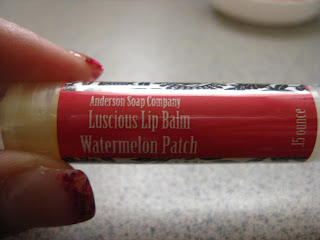 Anderson Soap Company
Luscious Lip Balm
Watermelon Patch
.15 ounce